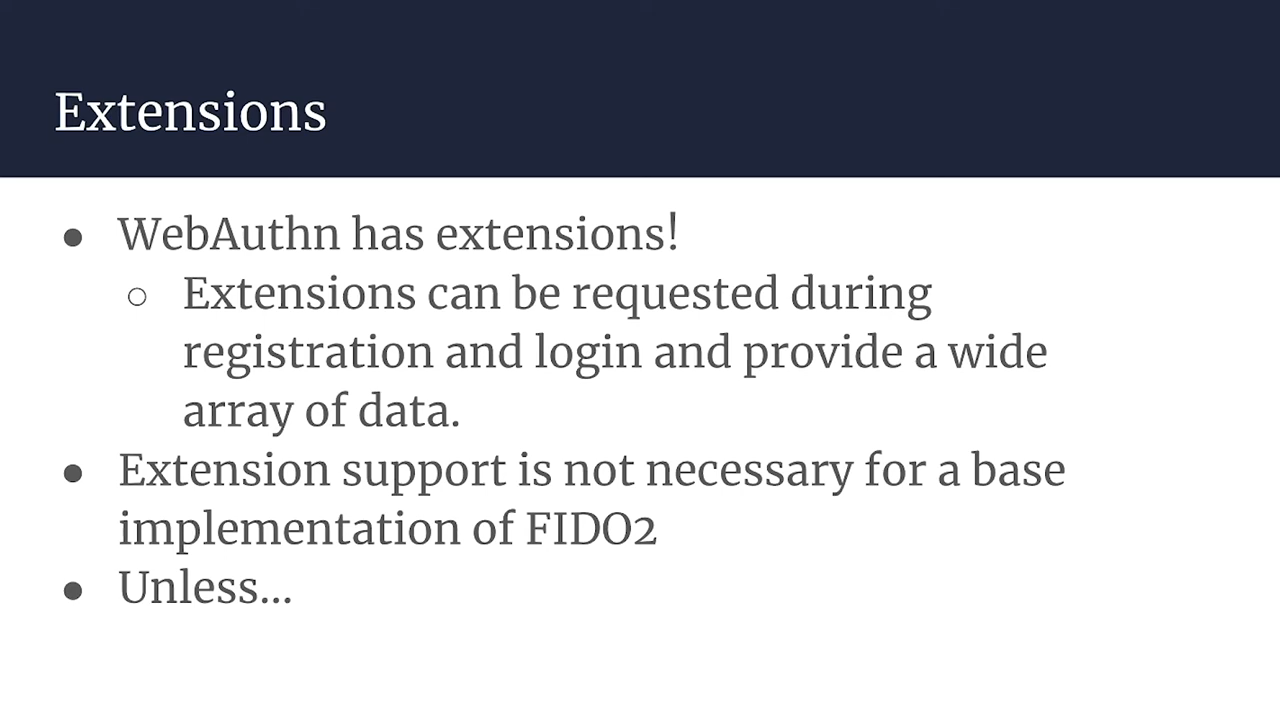 Extensions
● WebAuthn has extensions!
○ Extensions can be requested during
registration and login and provide a wide
array of data.
● Extension support is not necessary for a base
implementation of FIDO2
● Unless...